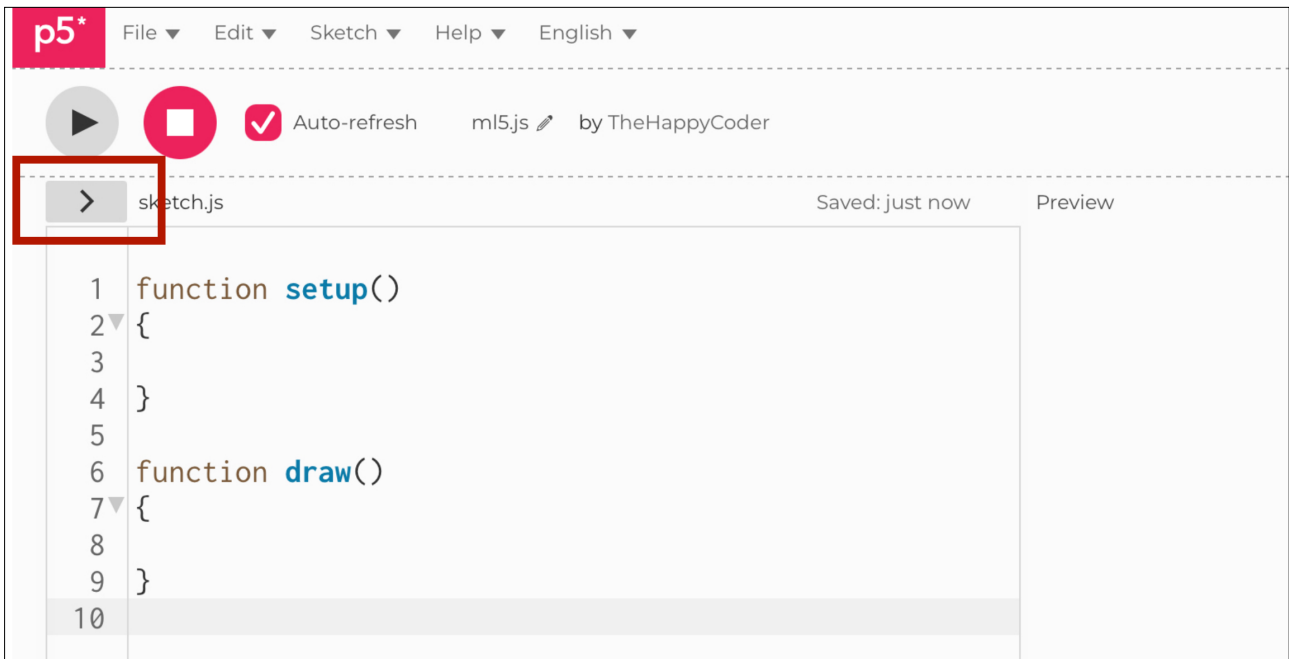 p5* File Edit Sketch Help English
Auto-refresh ml5.js by TheHappyCoder
sketch.js Saved: just now Preview
1 function setup()
2 {
3
4 }
5
6 function draw()
7 {
8
9 }
10